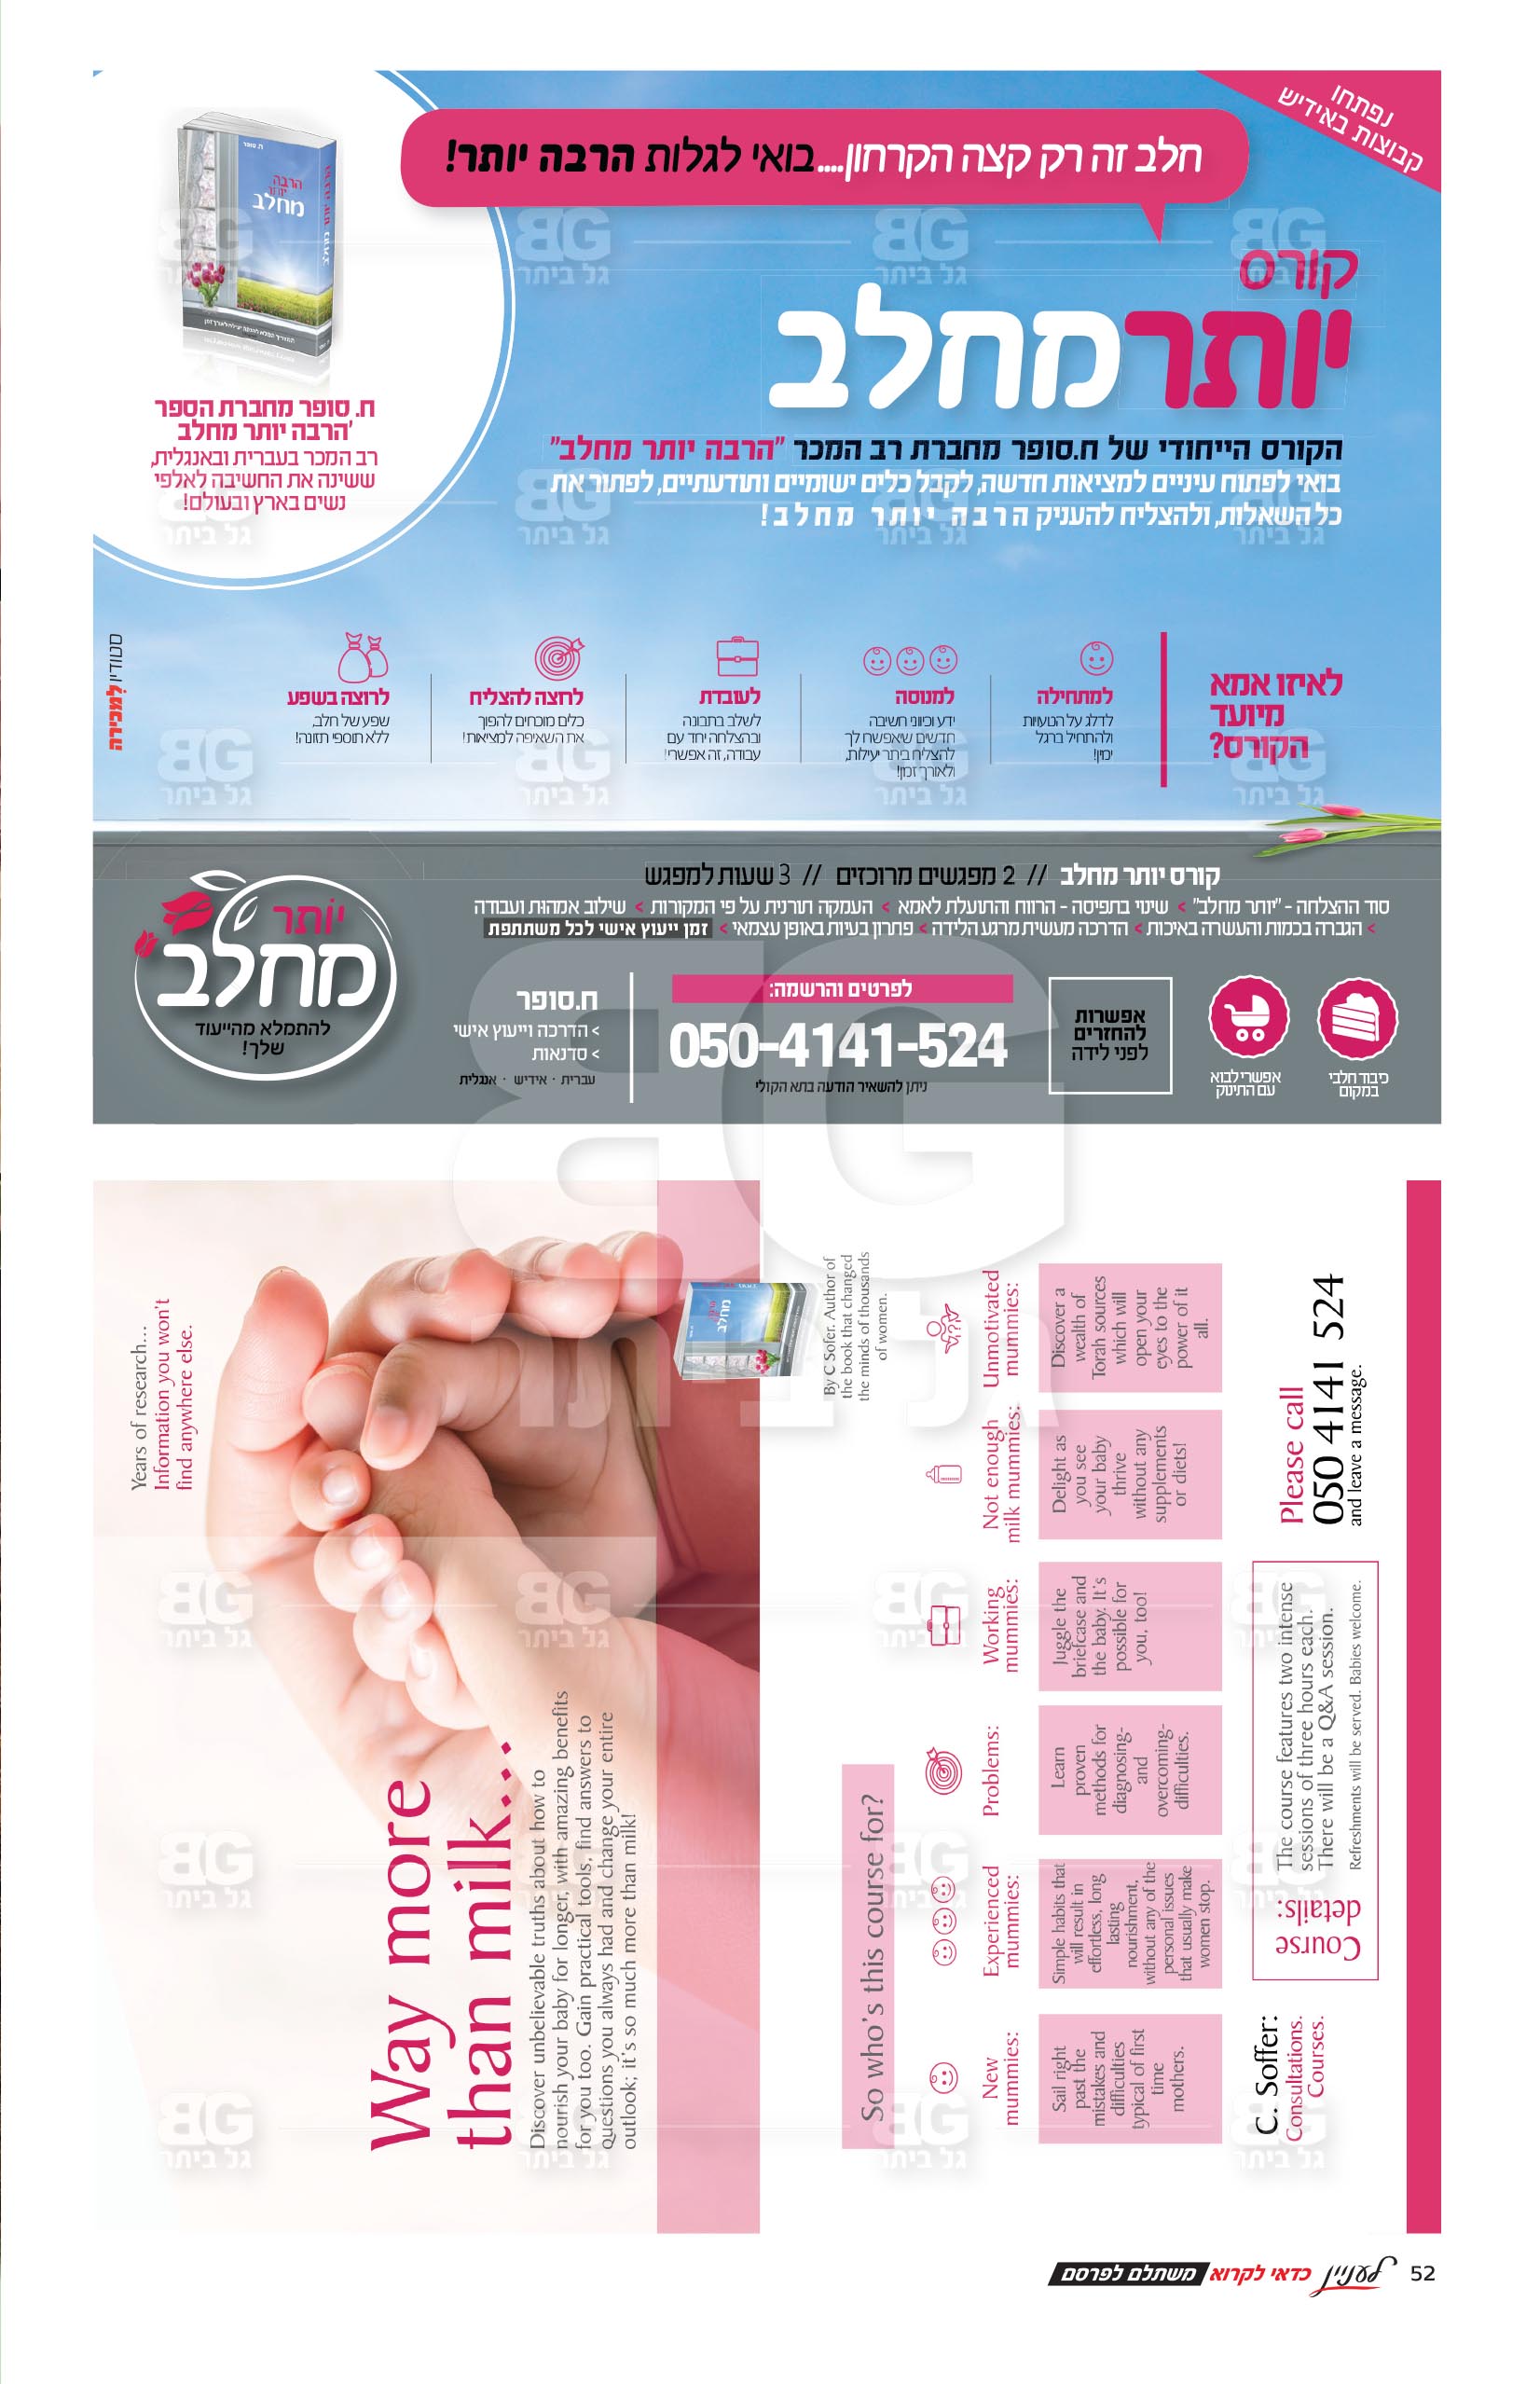 נפתחו
קבוצות באידיש
חלב זה רק קצה הקרחון....בואי לגלות הרבה יותר!
קורס
יותר מחלב
הקורס הייחודי של ח.סופר מחברת רב המכר "הרבה יותר מחלב"
בואי לפתוח עיניים למציאות חדשה, לקבל כלים ישומיים ותודעתיים, לפתור את
כל השאלות, ולהצליח להעניק הרבה יותר מחלב!
ח. סופר
הרבה
יותר
מחלב
הרבה יותר מחלב
ח. סופר מחברת הספר
'הרבה יותר מחלב
רב המכר בעברית ובאנגלית,
ששינה את החשיבה לאלפי
נשים בארץ ובעולם!
לאיזו אמא
מיועד
הקורס?
למתחילה
לדלג על הטעויות
ולהתחיל ברגל
ימין!
למנוסה
ידע וכיווני חשיבה
חדשים שיאפשרו לך
להצליח ביתר יעילות,
ולאורך זמן!
לעובדת
לשלב בתבונה
ובהצלחה יחד עם
עבודה, זה אפשרי!
לרוצה להצליח
כלים מוכחים להפוך
את השאיפה למציאות!
לרוצה בשפע
שפע של חלב,
ללא תוספי תזונה!
סטודיו למכירה
קורס יותר מחלב // 2 מפגשים מרוכזים // 3 שעות למפגש
סוד ההצלחה - "יותר מחלב" > שינוי בתפיסה - הרווח והתועלת לאמא > העמקה תורנית על פי המקורות > שילוב אמהות ועבודה
> הגברה בכמות והעשרה באיכות > הדרכה מעשית מרגע הלידה > פתרון בעיות באופן עצמאי > זמן ייעוץ אישי לכל משתתפת
כיבוד חלבי
במקום
אפשרי לבוא
עם התינוק
אפשרות
להחזרים
לפני לידה
לפרטים והרשמה:
050-4141-524
ניתן להשאיר הודעה בתא הקולי
ח.סופר
> הדרכה וייעוץ אישי
> סדנאות
עברית · אידיש · אנגלית
יותר
מחלב
להתמלא מהייעוד
שלך!
Years of research...
Information you won't
find anywhere else.
Way more
than milk...
Discover unbelievable truths about how to
nourish your baby for longer, with amazing benefits
for you too. Gain practical tools, find answers to
questions you always had and change your entire
outlook; it's so much more than milk!
By C Sofer. Author of
the book that changed
the minds of thousands
of women.
So who's this course for?
New
mummies:
Sail right
past the
mistakes and
difficulties
typical of first
time
mothers.
Experienced
mummies:
Simple habits that
will result in
effortless, long
lasting
nourishment,
without any of the
personal issues
that usually make
women stop.
Problems:
Learn
proven
methods for
diagnosing-
and
overcoming-
difficulties.
Working
mummies:
Juggle the
briefcase and
the baby. It's
possible for
you, too!
Not enough
milk mummies:
Delight as
you see
your baby
thrive
without any
supplements
or diets!
Unmotivated
mummies:
Discover a
wealth of
Torah sources
which will
open your
eyes to the
power of it
all.
C. Soffer:
Consultations.
Courses.
Course
details:
The course features two intense
sessions of three hours each.
There will be a Q&A session.
Refreshments will be served. Babies welcome.
Please call
050 4141 524
and leave a message.
52 לעניין כדאי לקרוא משתלם לפרסם
BG
גל ביתר